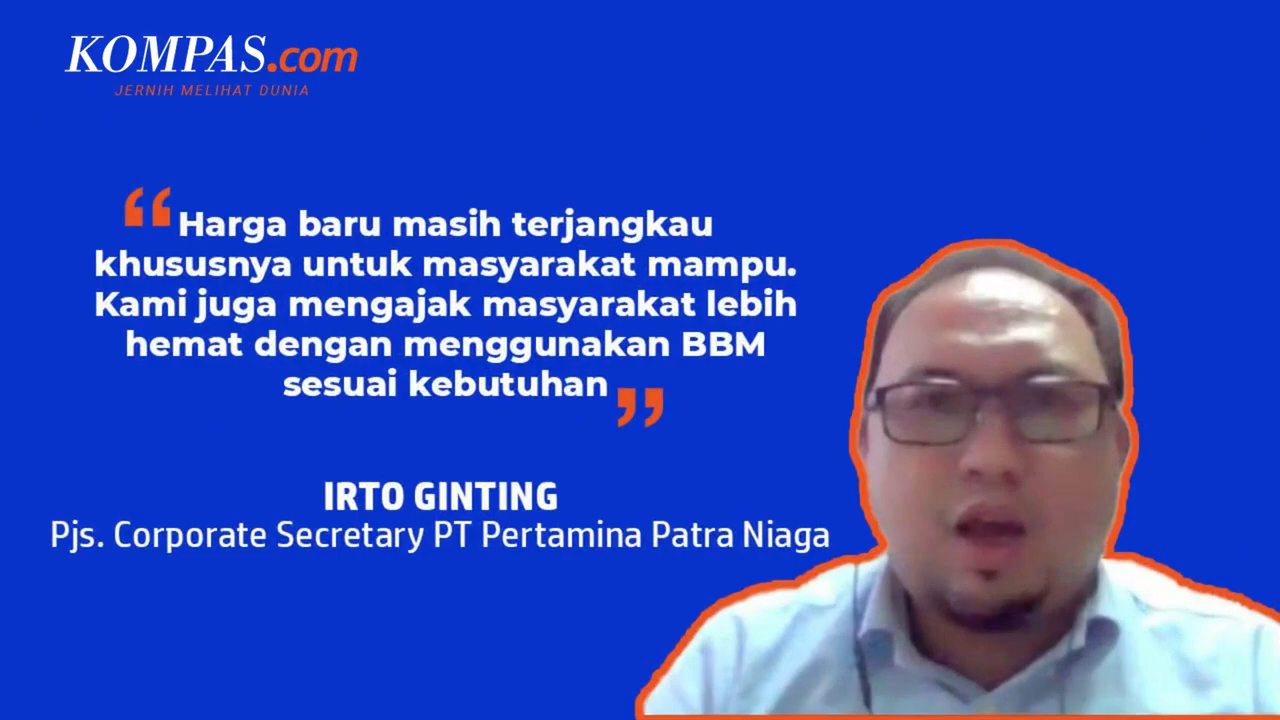 KOMPAS.com
JERNIH MELIHAT DUNIA
“Harga baru masih terjangkau
khususnya untuk masyarakat mampu.
Kami juga mengajak masyarakat lebih
hemat dengan menggunakan BBM
sesuai kebutuhan”
IRTO GINTING
Pjs. Corporate Secretary PT Pertamina Patra Niaga